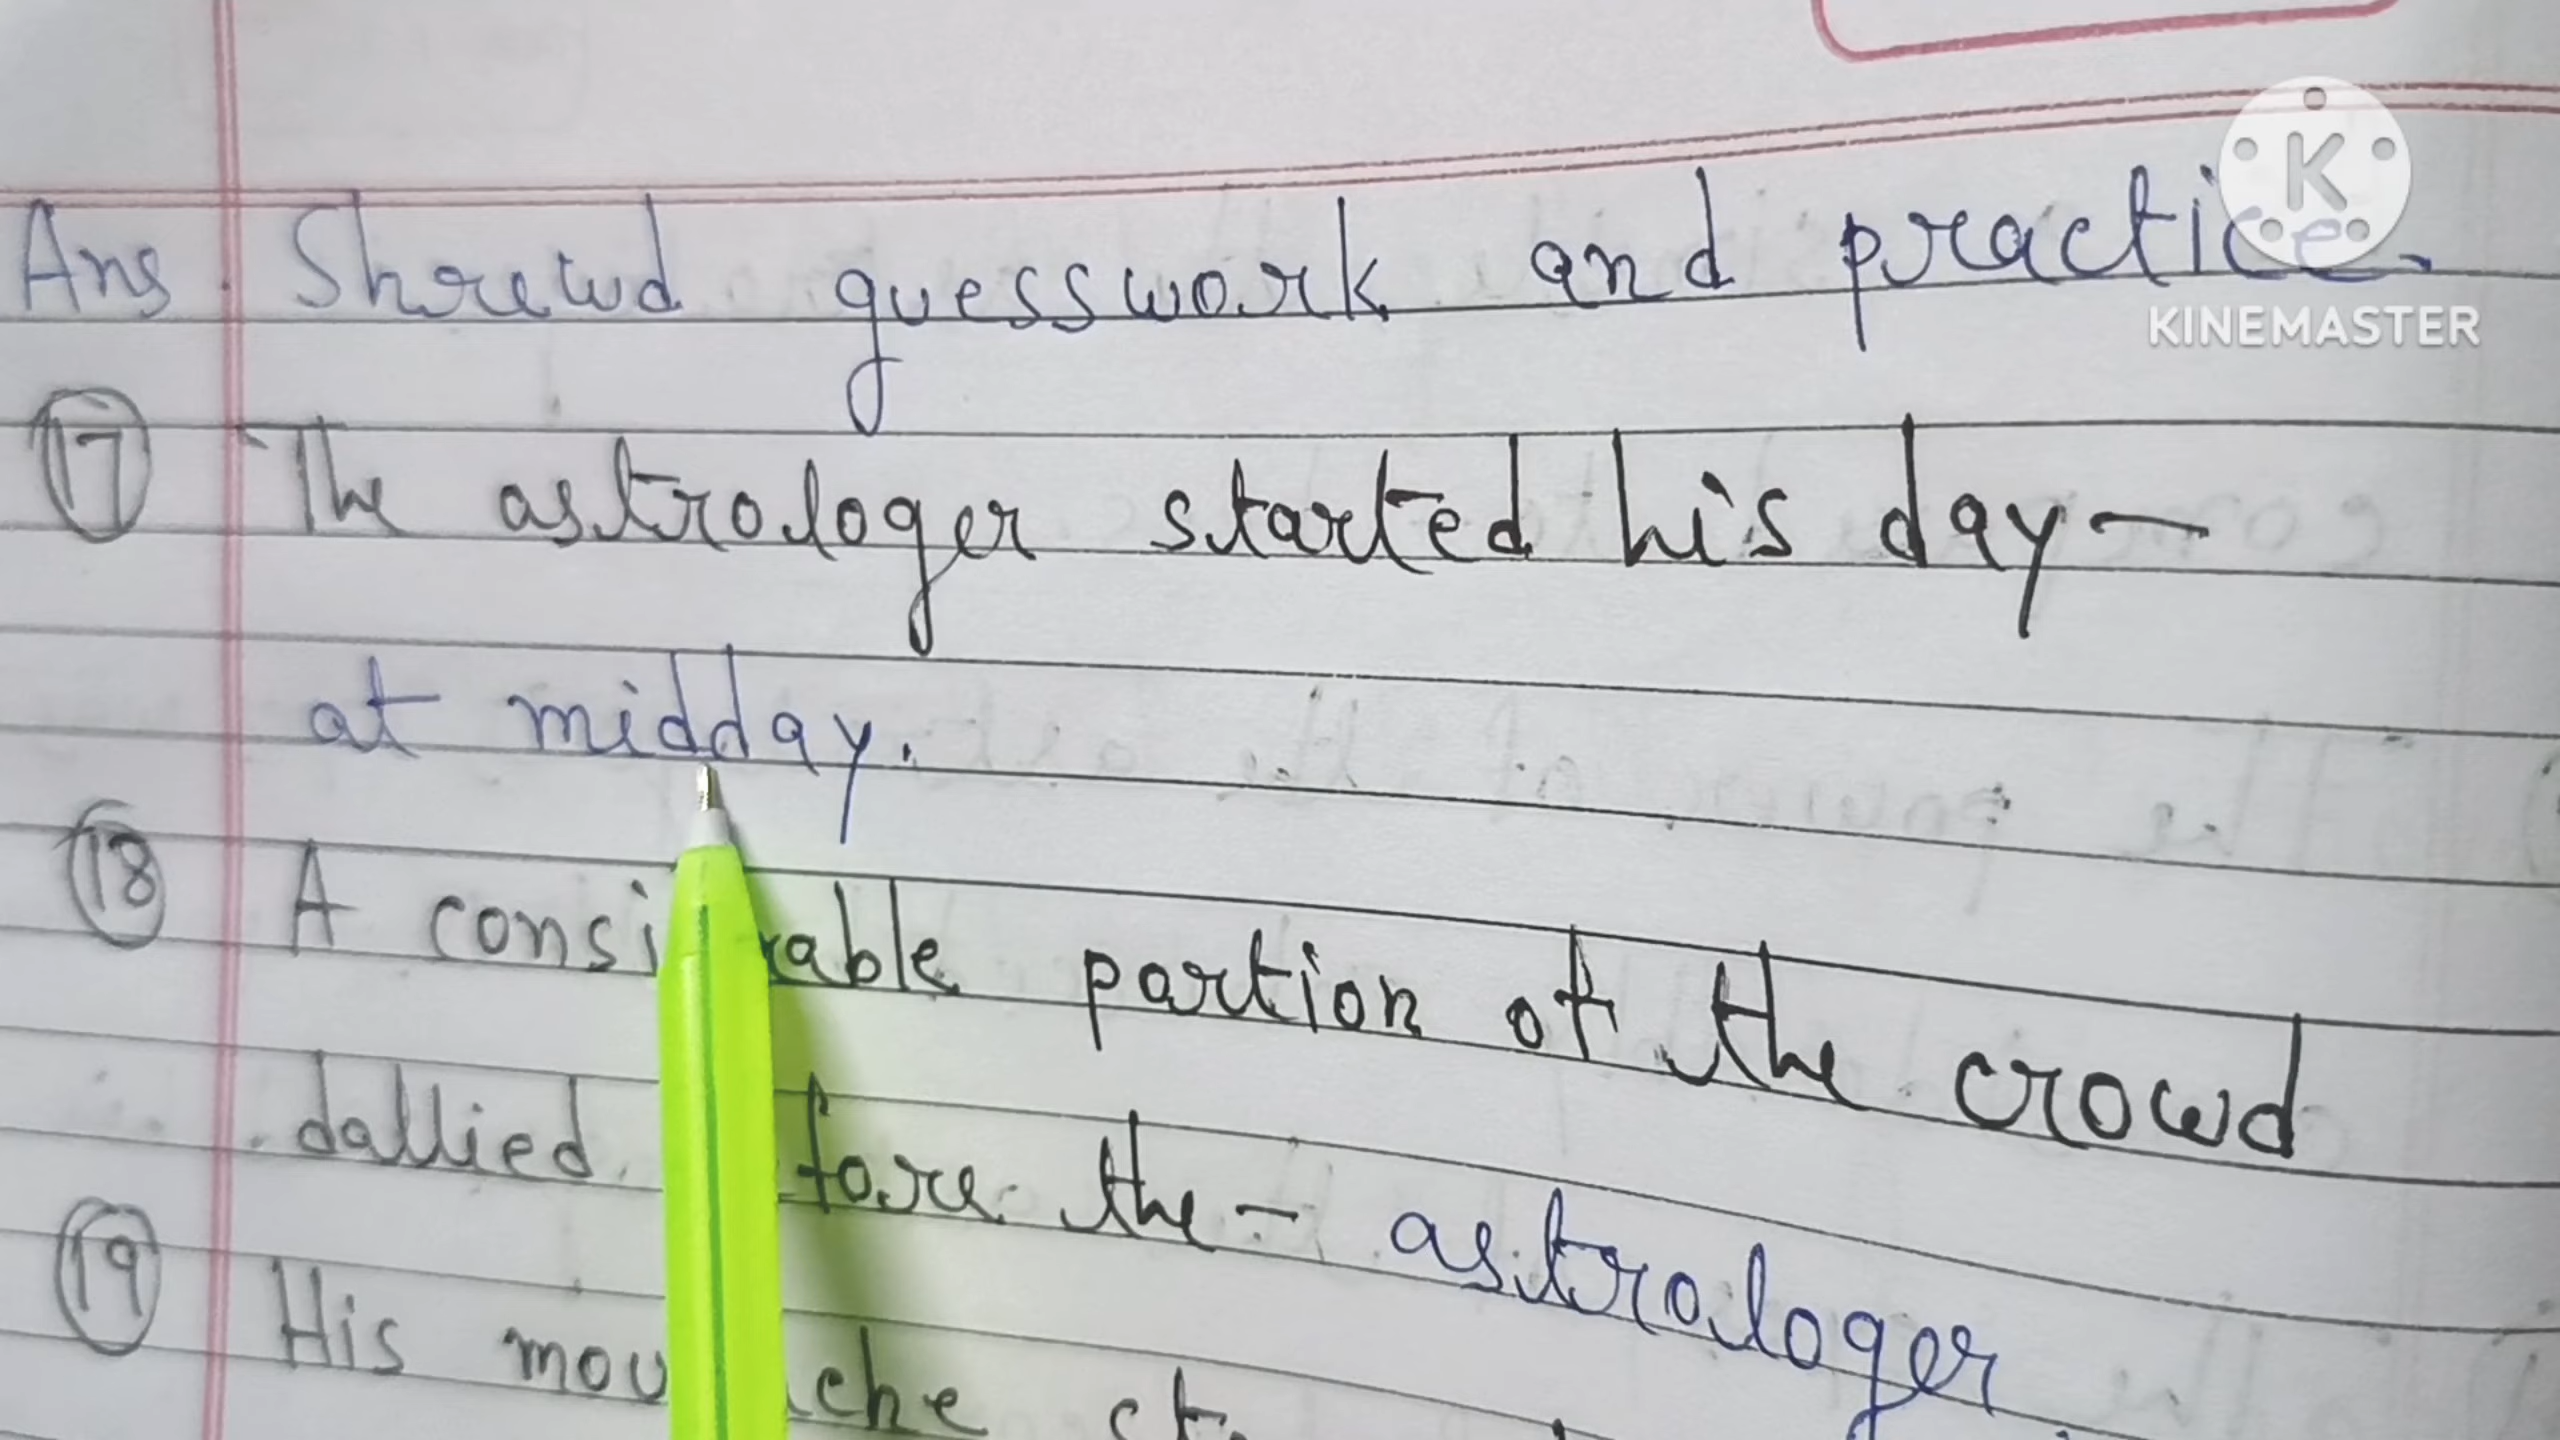 Ans. Shrewd guesswork and practice.
KINEMASTER
17 The astrologer started his day-
at midday.
18 A consi rable partion of the crowd
dallied fore the - astrologer
19 His mou che